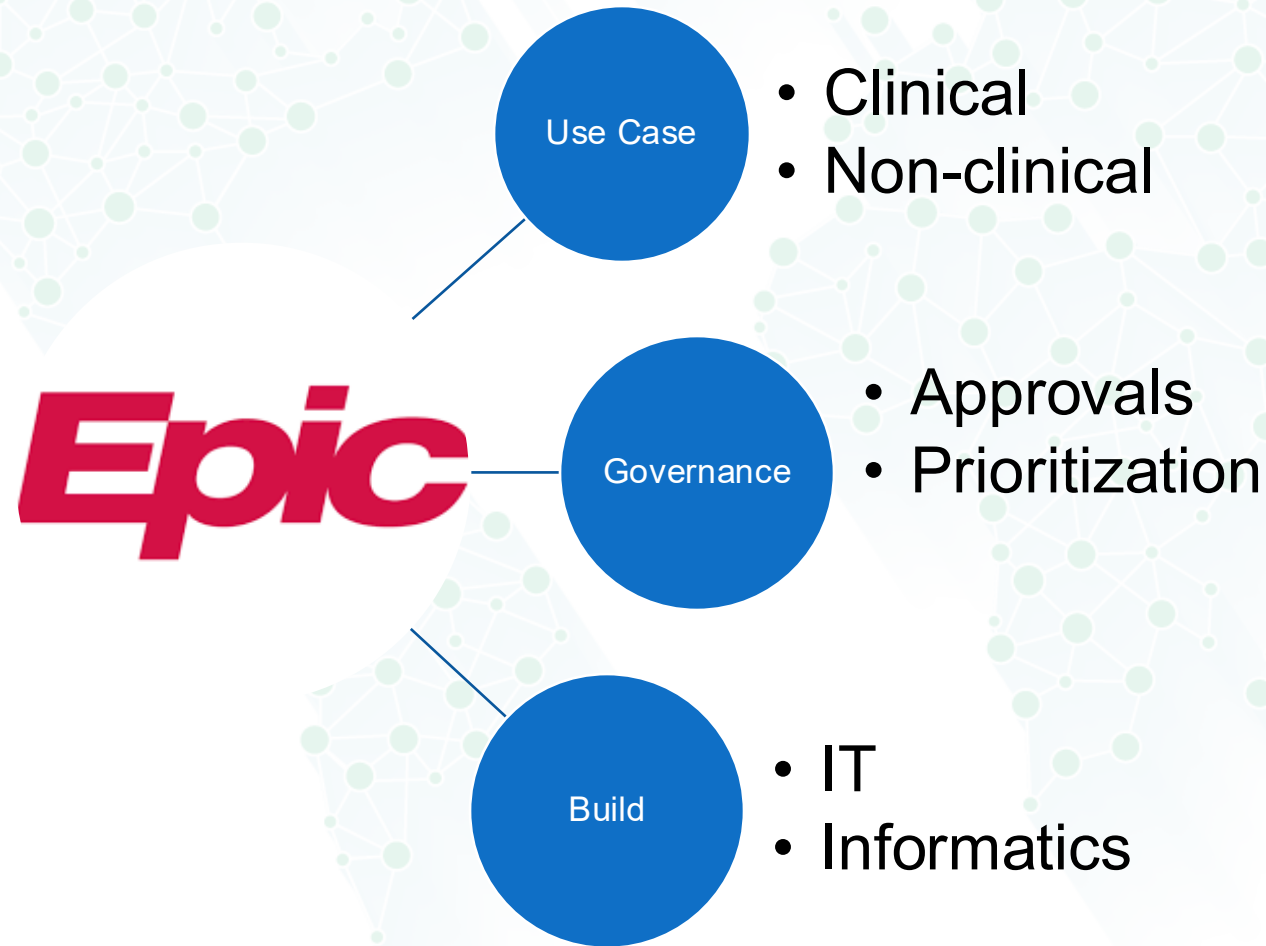 Use Case
• Clinical
• Non-clinical
Epic
Governance
• Approvals
• Prioritization
Build
• IT
• Informatics